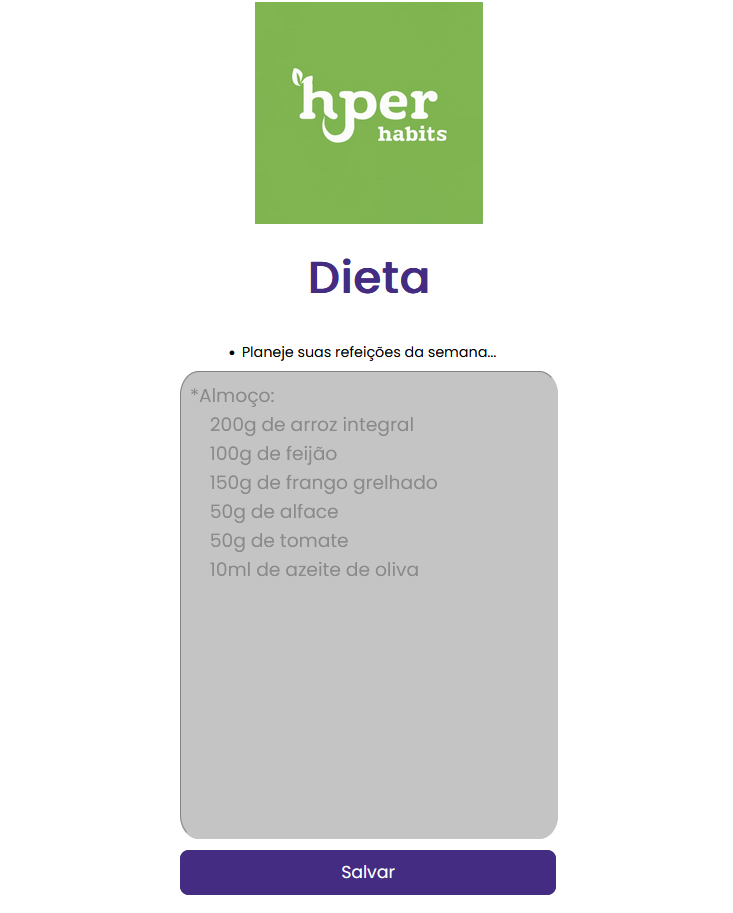 hper
habits
Dieta
• Planeje suas refeições da semana...
*Almoço:
200g de arroz integral
100g de feijão
150g de frango grelhado
50g de alface
50g de tomate
10ml de azeite de oliva
Salvar